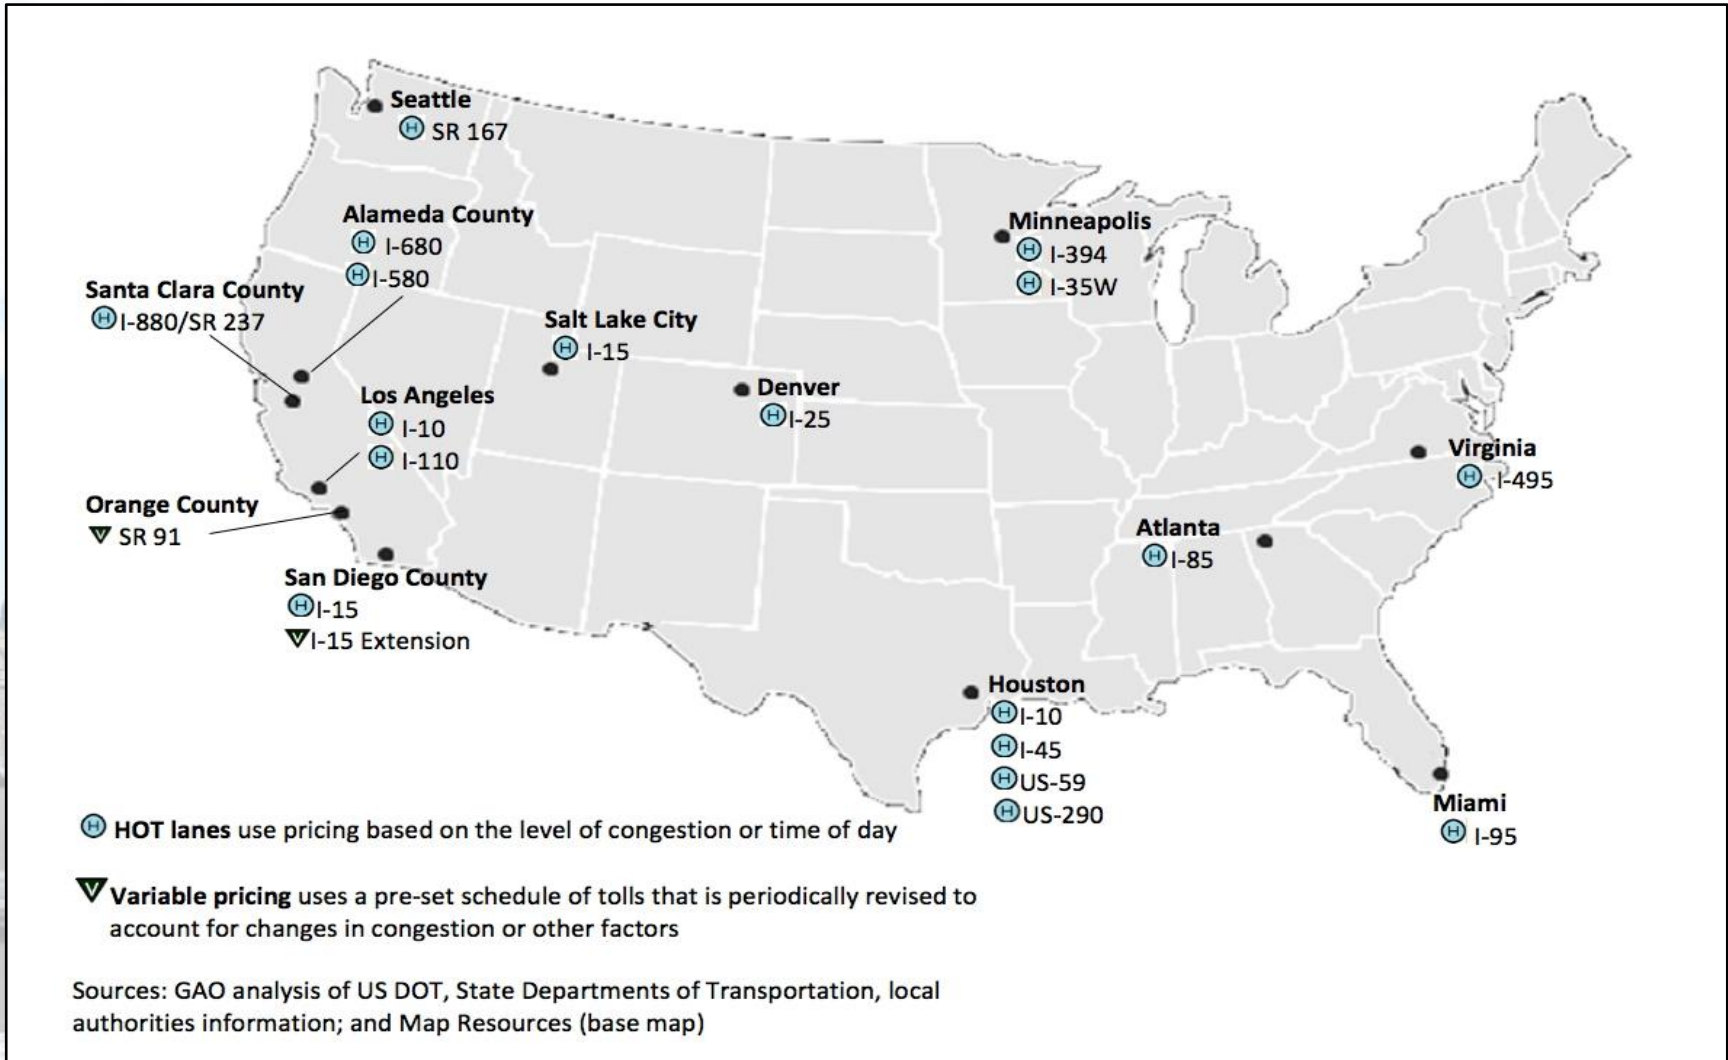 Seattle
H SR 167
Alameda County
H I-680
H I-580
Santa Clara County
H I-880/SR 237
Salt Lake City
H I-15
Minneapolis
H I-394
H I-35W
Los Angeles
H I-10
H I-110
Denver
H I-25
Virginia
H I-495
Orange County
V SR 91
Atlanta
H I-85
San Diego County
H I-15
V I-15 Extension
Houston
H I-10
H I-45
H US-59
H US-290
Miami
H I-95
H HOT lanes use pricing based on the level of congestion or time of day
V Variable pricing uses a pre-set schedule of tolls that is periodically revised to
account for changes in congestion or other factors
Sources: GAO analysis of US DOT, State Departments of Transportation, local
authorities information; and Map Resources (base map)